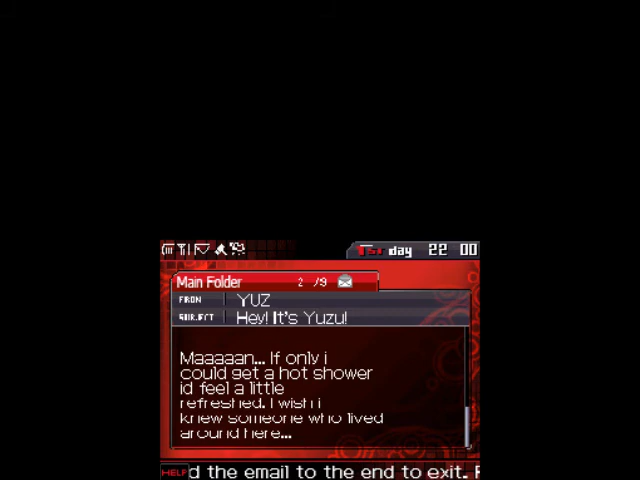 1st day 22 00
Main Folder 2 /9
FROM YUZ
SUBJECT Hey! It's Yuzu!
Maaaaan... If only i
could get a hot shower
id feel a little
refreshed. I wish i
knew someone who lived
around here...
HELP d the email to the end to exit.